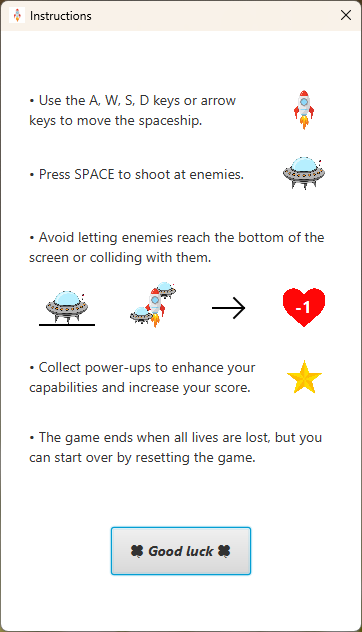 Instructions
• Use the A, W, S, D keys or arrow
keys to move the spaceship.
• Press SPACE to shoot at enemies.
• Avoid letting enemies reach the bottom of the
screen or colliding with them.
-1
• Collect power-ups to enhance your
capabilities and increase your score.
• The game ends when all lives are lost, but you
can start over by resetting the game.
✖ Good luck ✖